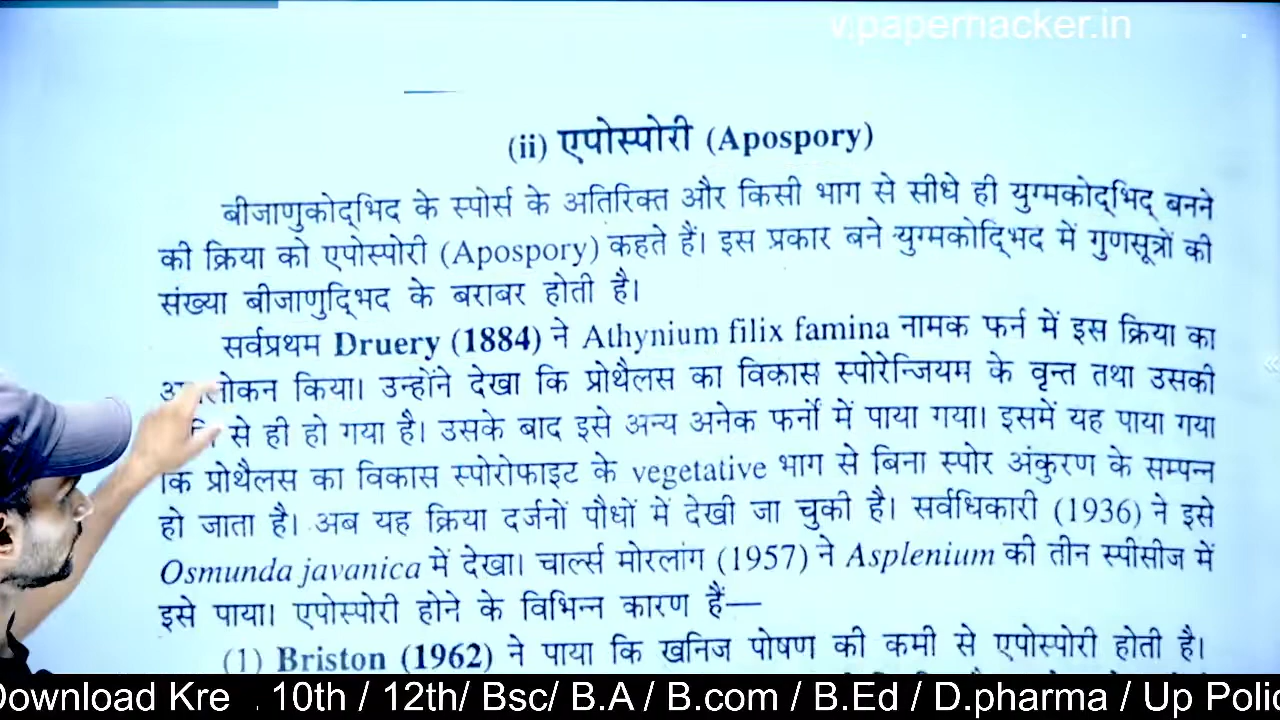 v.papernacker.in
(ii) एपोस्पोरी (Apospory)
बीजाणुकोद्भिद के स्पोर्स के अतिरिक्त और किसी भाग से सीधे ही युग्मकोद्भिद् बनने
की क्रिया को एपोस्पोरी (Apospory) कहते हैं। इस प्रकार बने युग्मकोद्भिद में गुणसूत्रों की
संख्या बीजाणुद्भिद के बराबर होती है।
सर्वप्रथम Druery (1884) ने Athynium filix famina नामक फर्न में इस क्रिया का
किया। उन्होंने देखा कि प्रोथैलस का विकास स्पोरेन्जियम के वृन्त तथा उसकी
से ही हो गया है। उसके बाद इसे अन्य अनेक फर्नों में पाया गया। इसमें यह पाया गया
कि प्रोथैलस का विकास स्पोरोफाइट के vegetative भाग से बिना स्पोर अंकुरण के सम्पन्न
हो जाता है। अब यह क्रिया दर्जनों पौधों में देखी जा चुकी है। सर्वाधिकारी (1936) ने इसे
Osmunda javanica में देखा। चार्ल्स मोरलांग (1957) ने Asplenium की तीन स्पीसीज में
इसे पाया। एपोस्पोरी होने के विभिन्न कारण हैं—
(1) Briston (1962) ने पाया कि खनिज पोषण की कमी से एपोस्पोरी होती है।
Download Kre . 10th / 12th/ Bsc/ B.A / B.com / B.Ed / D.pharma / Up